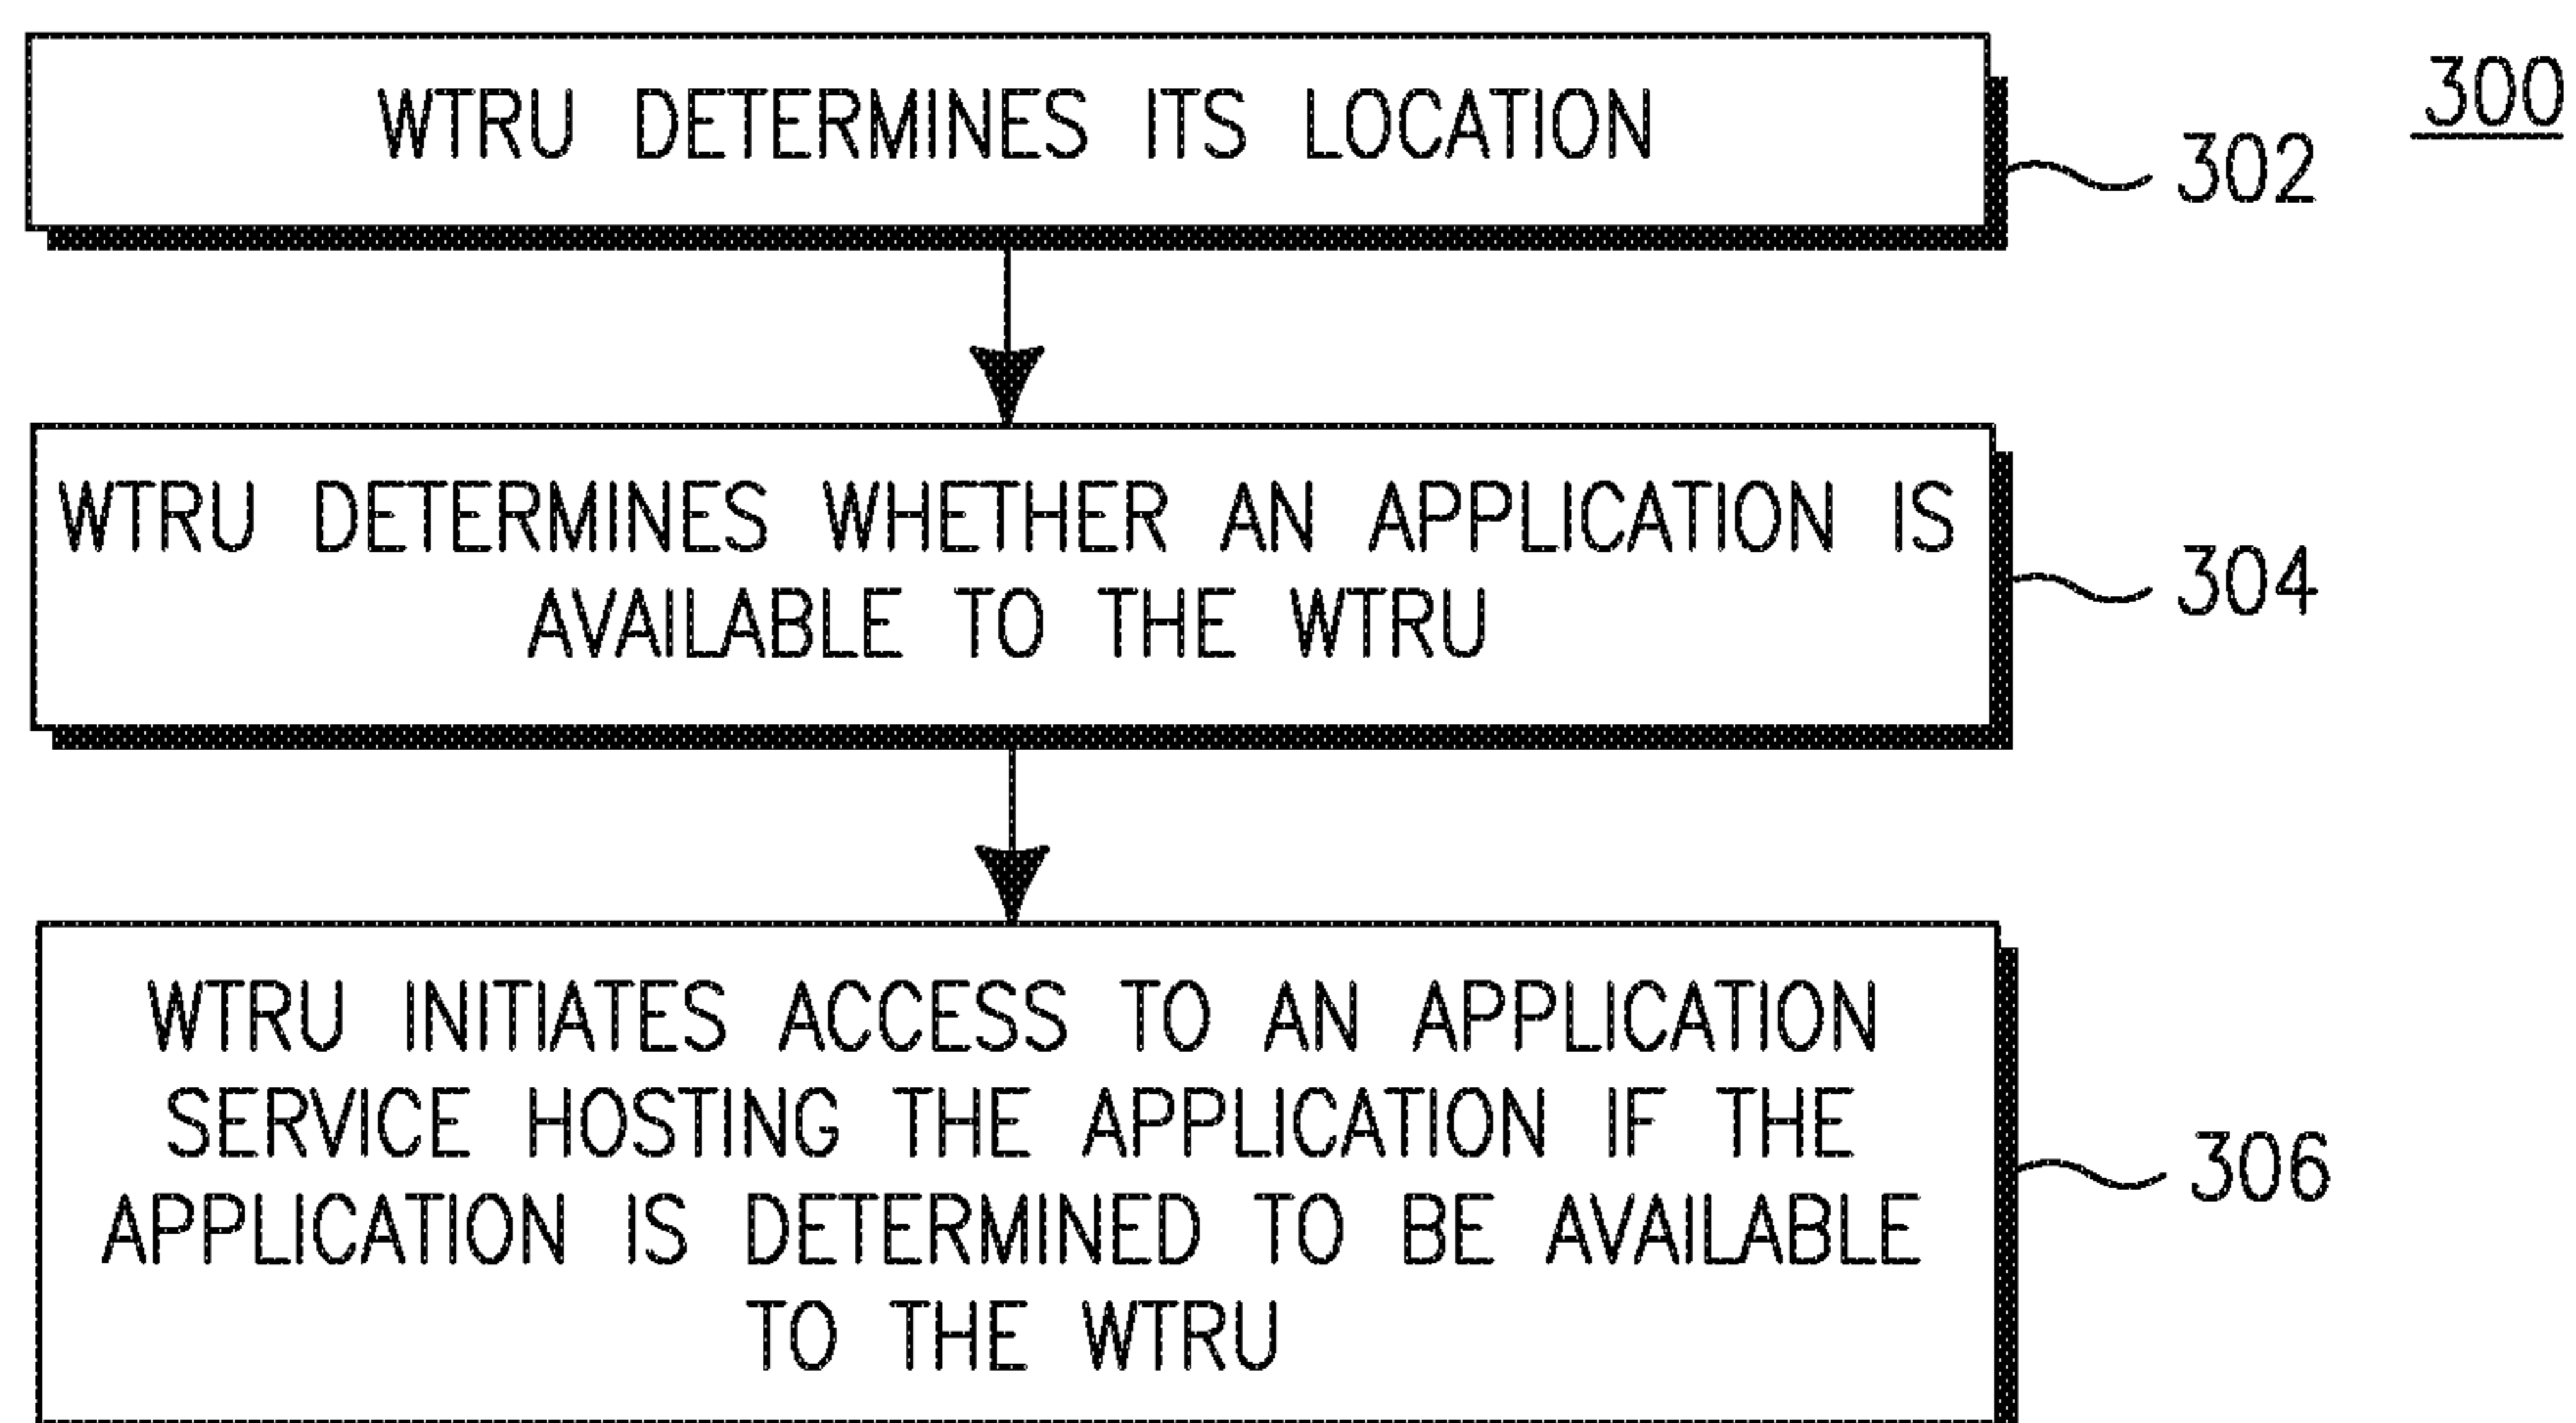 300
WTRU DETERMINES ITS LOCATION
302
WTRU DETERMINES WHETHER AN APPLICATION IS
AVAILABLE TO THE WTRU
304
WTRU INITIATES ACCESS TO AN APPLICATION
SERVICE HOSTING THE APPLICATION IF THE
APPLICATION IS DETERMINED TO BE AVAILABLE
TO THE WTRU
306